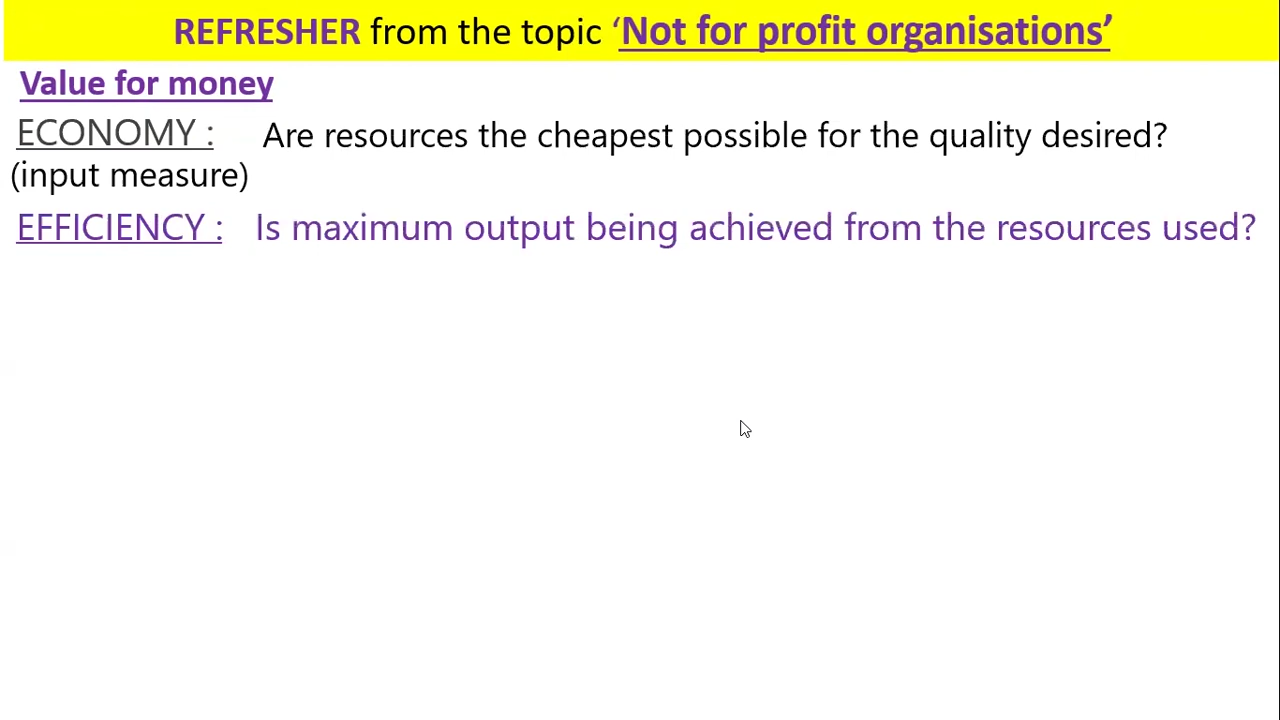 REFRESHER from the topic ‘Not for profit organisations’
Value for money
ECONOMY : Are resources the cheapest possible for the quality desired?
(input measure)
EFFICIENCY : Is maximum output being achieved from the resources used?